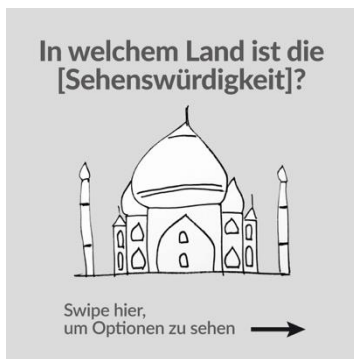 In welchem Land ist die
[Sehenswürdigkeit]?
Swipe hier,
um Optionen zu sehen